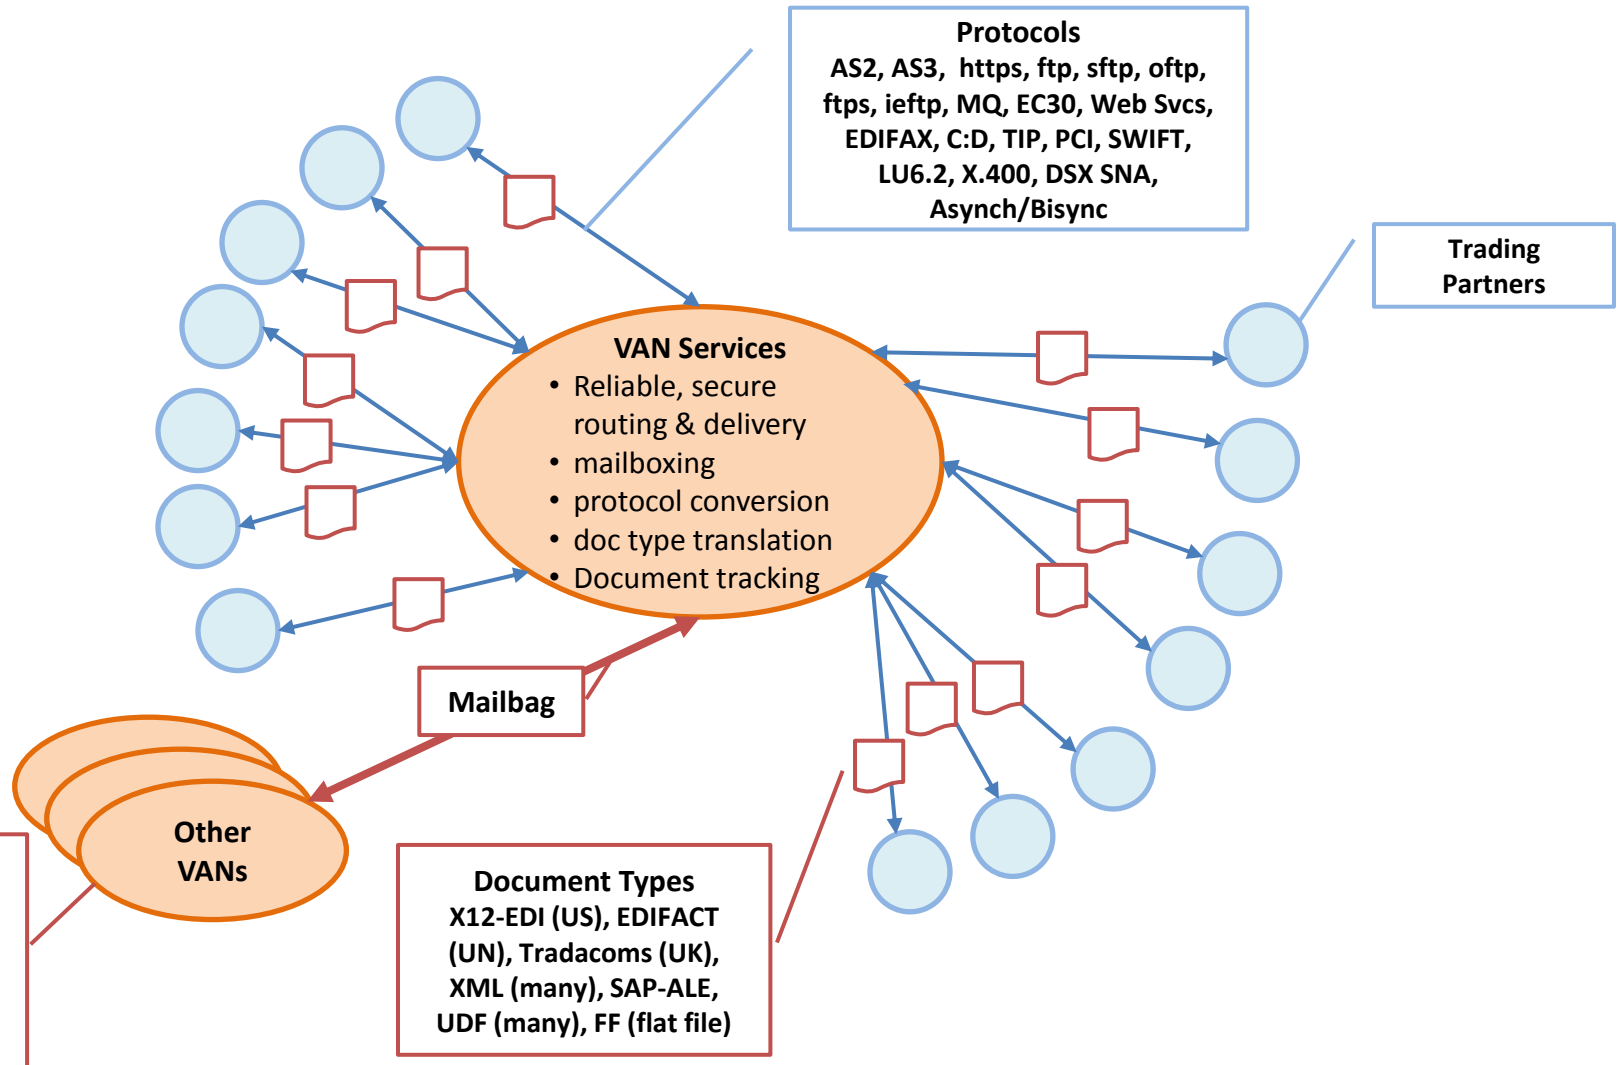 Protocols
AS2, AS3, https, ftp, sftp, oftp,
ftps, ieftp, MQ, EC30, Web Svcs,
EDIFAX, C:D, TIP, PCI, SWIFT,
LU6.2, X.400, DSX SNA,
Asynch/Bisync
Trading
Partners
VAN Services
• Reliable, secure
routing & delivery
• mailboxing
• protocol conversion
• doc type translation
• Document tracking
Mailbag
Other
VANs
Document Types
X12-EDI (US), EDIFACT
(UN), Tradacoms (UK),
XML (many), SAP-ALE,
UDF (many), FF (flat file)